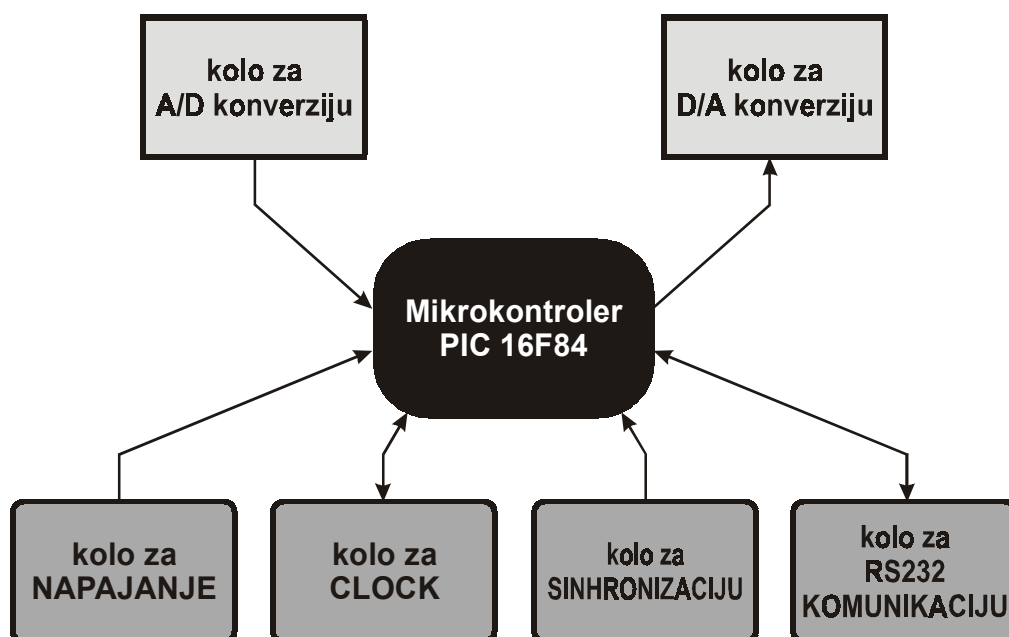 kolo za
A/D konverziju
kolo za
D/A konverziju
Mikrokontroler
PIC 16F84
kolo za
NAPAJANJE
kolo za
CLOCK
kolo za
SINHRONIZACIJU
kolo za
RS232
KOMUNIKACIJU